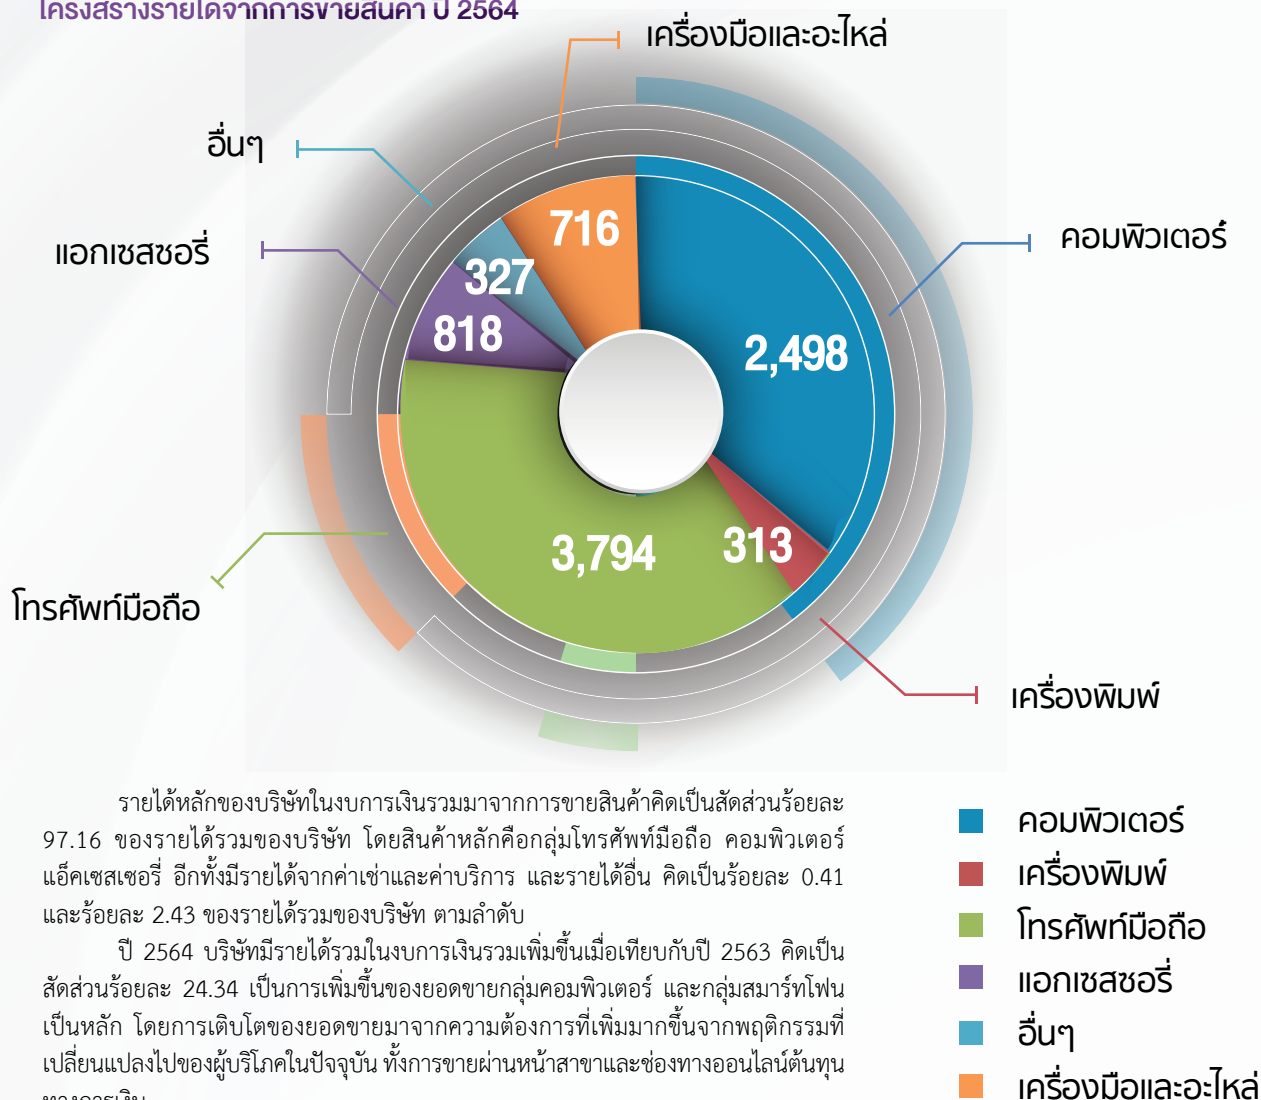 โครงสร้างรายได้จากการขายสินค้า ปี 2564
เครื่องมือและอะไหล่
อื่นๆ
แอกเซสซอรี่
คอมพิวเตอร์
716
327
818
2,498
3,794
313
โทรศัพท์มือถือ
เครื่องพิมพ์
รายได้หลักของบริษัทในงบการเงินรวมมาจากการขายสินค้าคิดเป็นสัดส่วนร้อยละ
97.16 ของรายได้รวมของบริษัท โดยสินค้าหลักคือกลุ่มโทรศัพท์มือถือ คอมพิวเตอร์
แอ็คเซสเซอรี่ อีกทั้งมีรายได้จากค่าเช่าและค่าบริการ และรายได้อื่น คิดเป็นร้อยละ 0.41
และร้อยละ 2.43 ของรายได้รวมของบริษัท ตามลำดับ
ปี 2564 บริษัทมีรายได้รวมในงบการเงินรวมเพิ่มขึ้นเมื่อเทียบกับปี 2563 คิดเป็น
สัดส่วนร้อยละ 24.34 เป็นการเพิ่มขึ้นของยอดขายกลุ่มคอมพิวเตอร์ และกลุ่มสมาร์ทโฟน
เป็นหลัก โดยการเติบโตของยอดขายมาจากความต้องการที่เพิ่มมากขึ้นจากพฤติกรรมที่
เปลี่ยนแปลงไปของผู้บริโภคในปัจจุบัน ทั้งการขายผ่านหน้าสาขาและช่องทางออนไลน์ต้นทุน
ทางการเงิน
คอมพิวเตอร์
เครื่องพิมพ์
โทรศัพท์มือถือ
แอกเซสซอรี่
อื่นๆ
เครื่องมือและอะไหล่